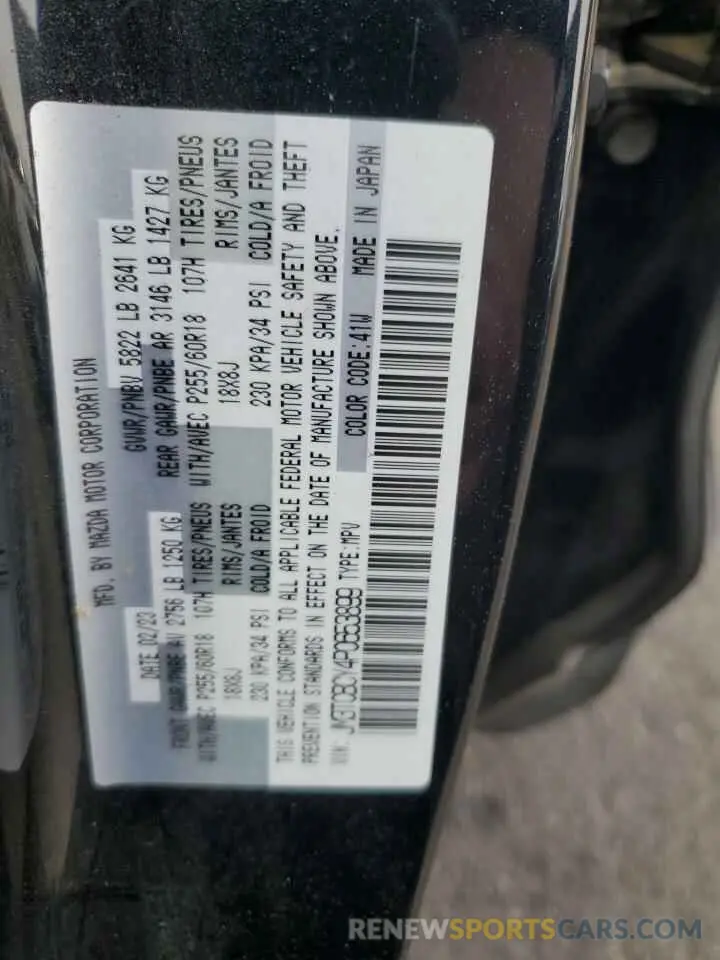 MFD. BY MAZDA MOTOR CORPORATION
DATE 02/23 GVWR/PNBV 5822 LB 2641 KG
FRONT GAWR/PNBE AV 2756 LB 1250 KG REAR GAWR/PNBE AR 3146 LB 1427 KG
WITH/AVEC P255/60R18 107H TIRES/PNEUS WITH/AVEC P255/60R18 107H TIRES/PNEUS
18X8J RIMS/JANTES 18X8J RIMS/JANTES
230 KPA/34 PSI COLD/A FROID 230 KPA/34 PSI COLD/A FROID
THIS VEHICLE CONFORMS TO ALL APPLICABLE FEDERAL MOTOR VEHICLE SAFETY AND THEFT
PREVENTION STANDARDS IN EFFECT ON THE DATE OF MANUFACTURE SHOWN ABOVE.
VIN: JM3TCBCY4P0653899 TYPE:MPV COLOR CODE:41W MADE IN JAPAN
RENEWSPORTSCARS.COM